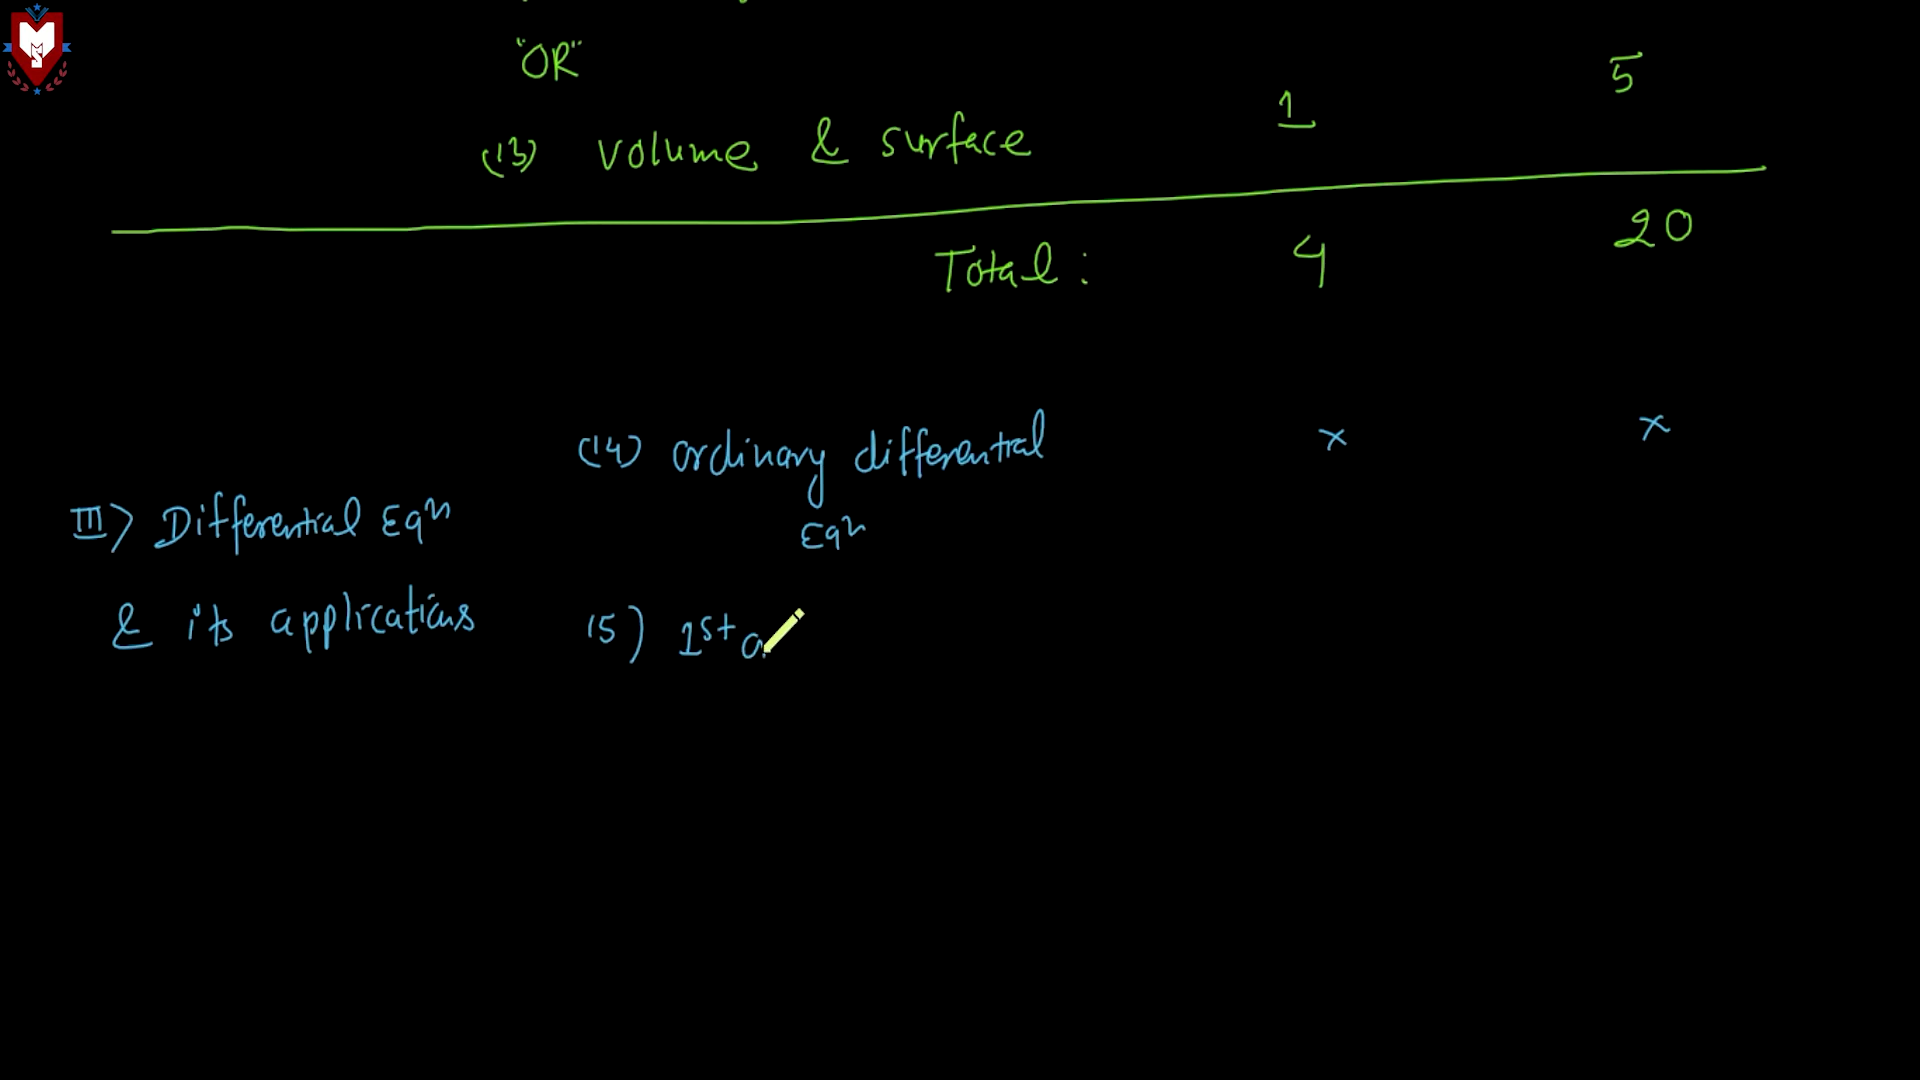 "OR"
(13) volume & surface 1 5
Total : 4 20
(14) ordinary differential x x
III> Differential Eqn
Eqn
& its applications 15) 1st